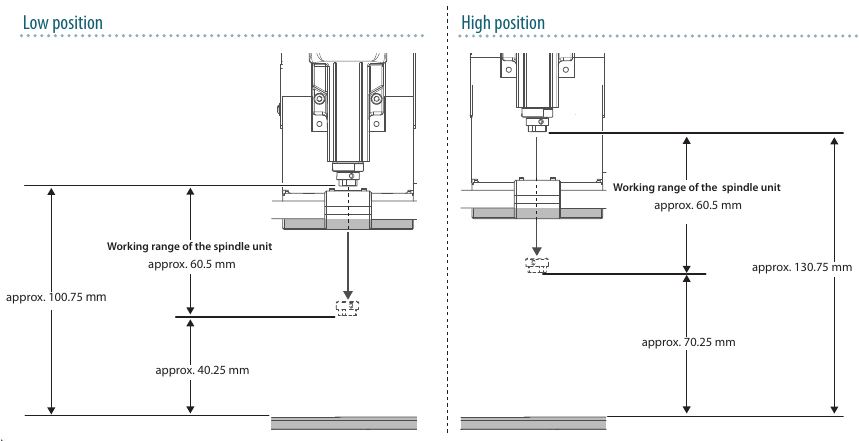 Low position
Working range of the spindle unit
approx. 60.5 mm
approx. 100.75 mm
approx. 40.25 mm
High position
Working range of the spindle unit
approx. 60.5 mm
approx. 130.75 mm
approx. 70.25 mm